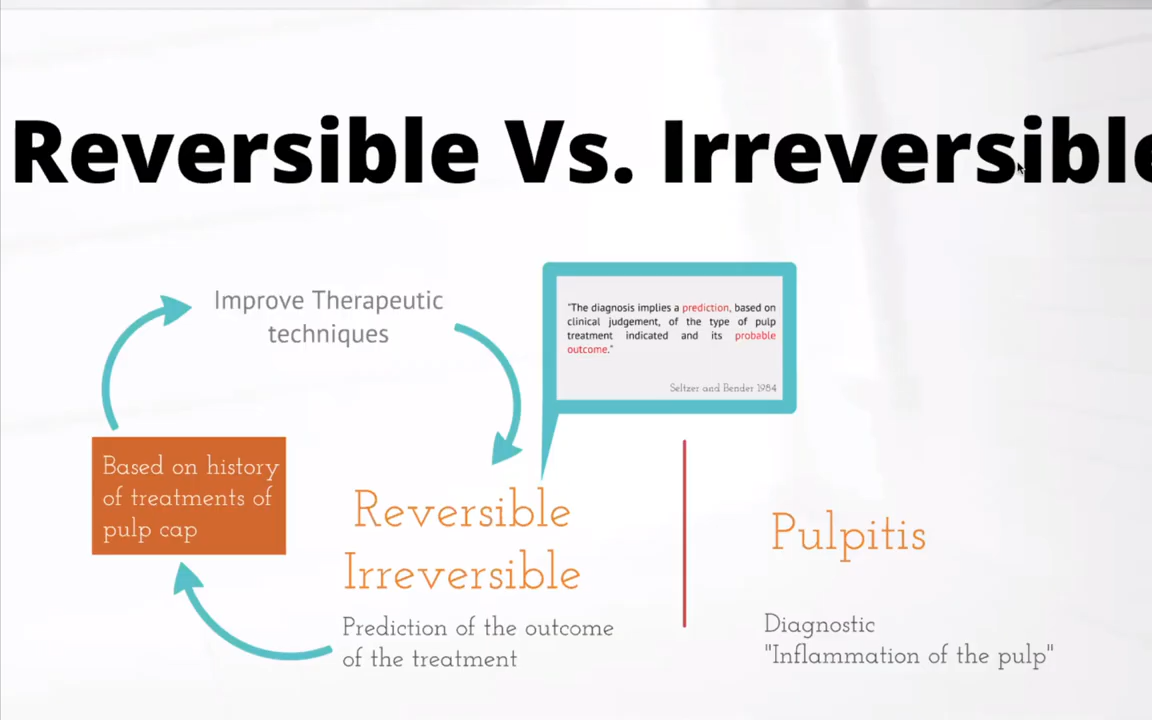 Reversible Vs. Irreversible
Improve Therapeutic
techniques
"The diagnosis implies a prediction, based on
clinical judgement, of the type of pulp
treatment indicated and its probable
outcome."
Seltzer and Bender 1984
Based on history
of treatments of
pulp cap
Reversible
Irreversible
Prediction of the outcome
of the treatment
Pulpitis
Diagnostic
"Inflammation of the pulp"